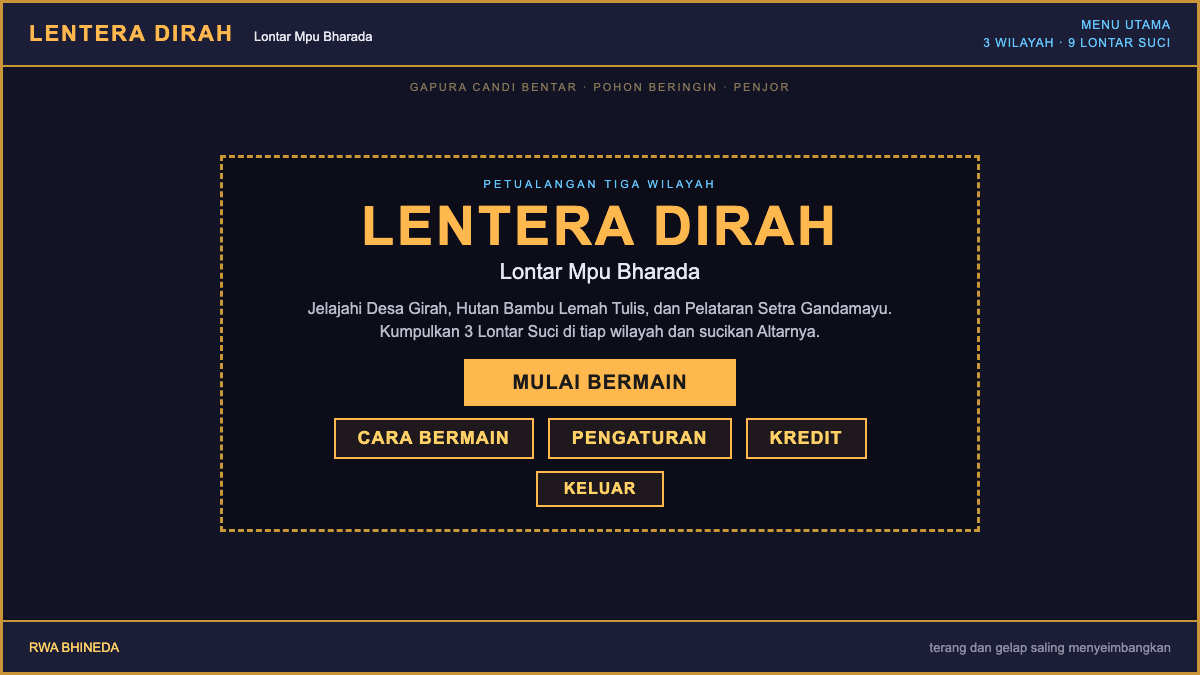 LENTERA DIRAH
Lontar Mpu Bharada
MENU UTAMA
3 WILAYAH · 9 LONTAR SUCI
GAPURA CANDI BENTAR · POHON BERINGIN · PENJOR
PETUALANGAN TIGA WILAYAH
LENTERA DIRAH
Lontar Mpu Bharada
Jelajahi Desa Girah, Hutan Bambu Lemah Tulis, dan Pelataran Setra Gandamayu.
Kumpulkan 3 Lontar Suci di tiap wilayah dan sucikan Altarnya.
MULAI BERMAIN
CARA BERMAIN
PENGATURAN
KREDIT
KELUAR
RWA BHINEDA
terang dan gelap saling menyeimbangkan